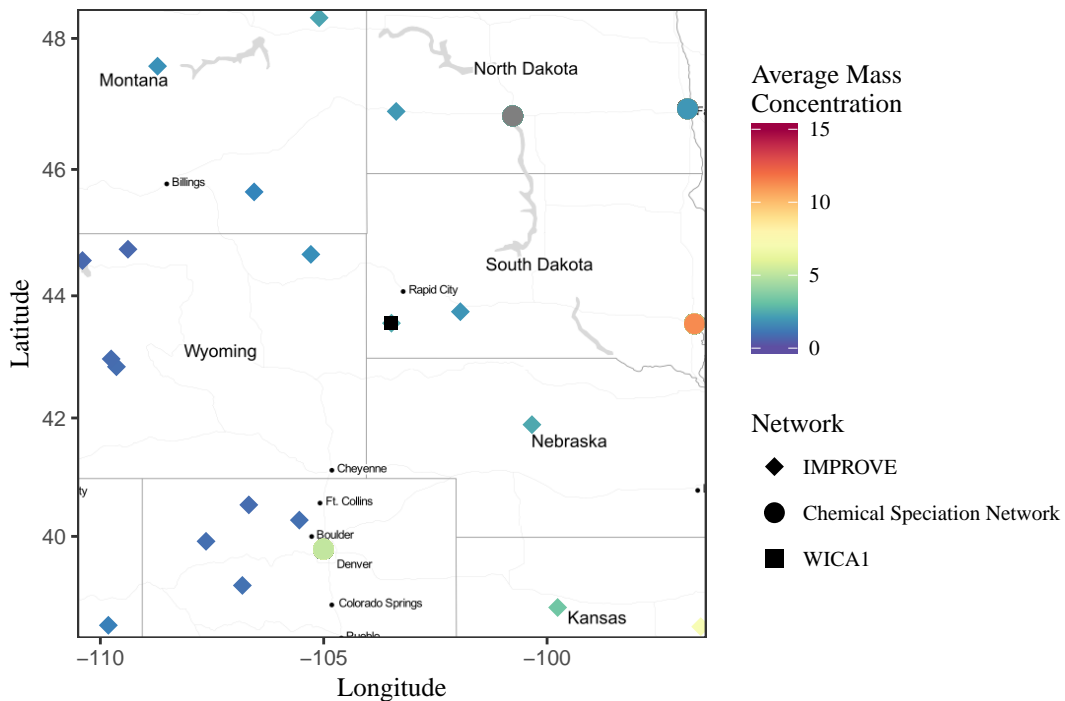 48
46
44
42
40
Latitude
Montana
North Dakota
Billings
South Dakota
Rapid City
Wyoming
Nebraska
Cheyenne
ty
Ft. Collins
Boulder
Denver
Colorado Springs
Pueblo
Kansas
−110
−105
−100
Longitude
Average Mass
Concentration
15
10
5
0
Network
IMPROVE
Chemical Speciation Network
WICA1